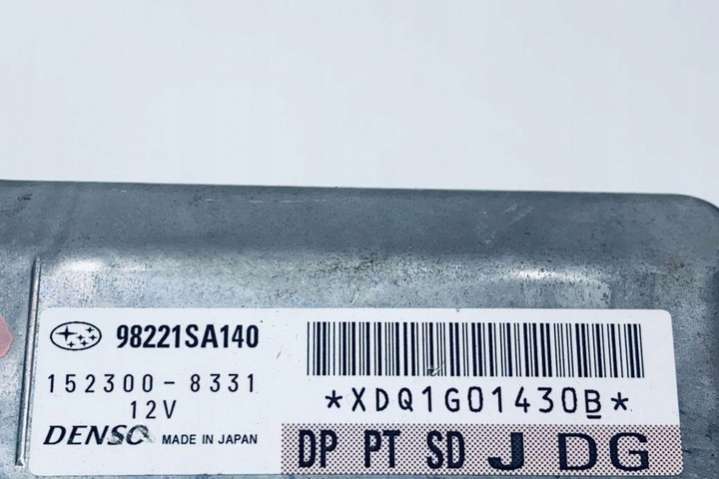 98221SA140
152300-8331
12V
DENSO MADE IN JAPAN
*XDQ1G01430B*
DP PT SD J DG